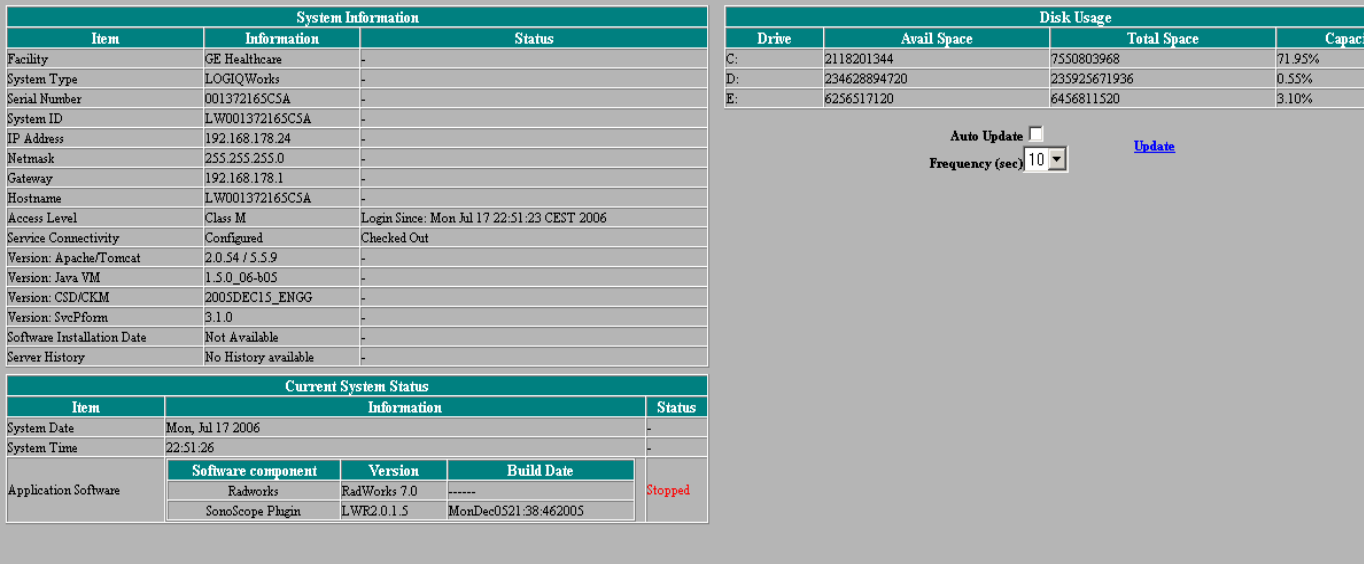 System Information
Item Information Status
Facility GE Healthcare -
System Type LOGIQWorks -
Serial Number 001372165C5A -
System ID LW001372165C5A -
IP Address 192.168.178.24 -
Netmask 255.255.255.0 -
Gateway 192.168.178.1 -
Hostname LW001372165C5A -
Access Level Class M Login Since: Mon Jul 17 22:51:23 CEST 2006
Service Connectivity Configured Checked Out
Version: Apache/Tomcat 2.0.54 / 5.5.9 -
Version: Java VM 1.5.0_06-b05 -
Version: CSD/CKM 2005DEC15_ENGG -
Version: SvcPform 3.1.0 -
Software Installation Date Not Available -
Server History No History available -
Current System Status
Item Information Status
System Date Mon, Jul 17 2006 -
System Time 22:51:26 -
Application Software
Software component Version Build Date
Radworks RadWorks 7.0 ------
SonoScope Plugin LWR2.0.1.5 MonDec0521:38:462005
Stopped
Disk Usage
Drive Avail Space Total Space Capaci
C: 2118201344 7550803968 71.95%
D: 234628894720 235925671936 0.55%
E: 6256517120 6456811520 3.10%
Auto Update
Frequency (sec) 10
Update